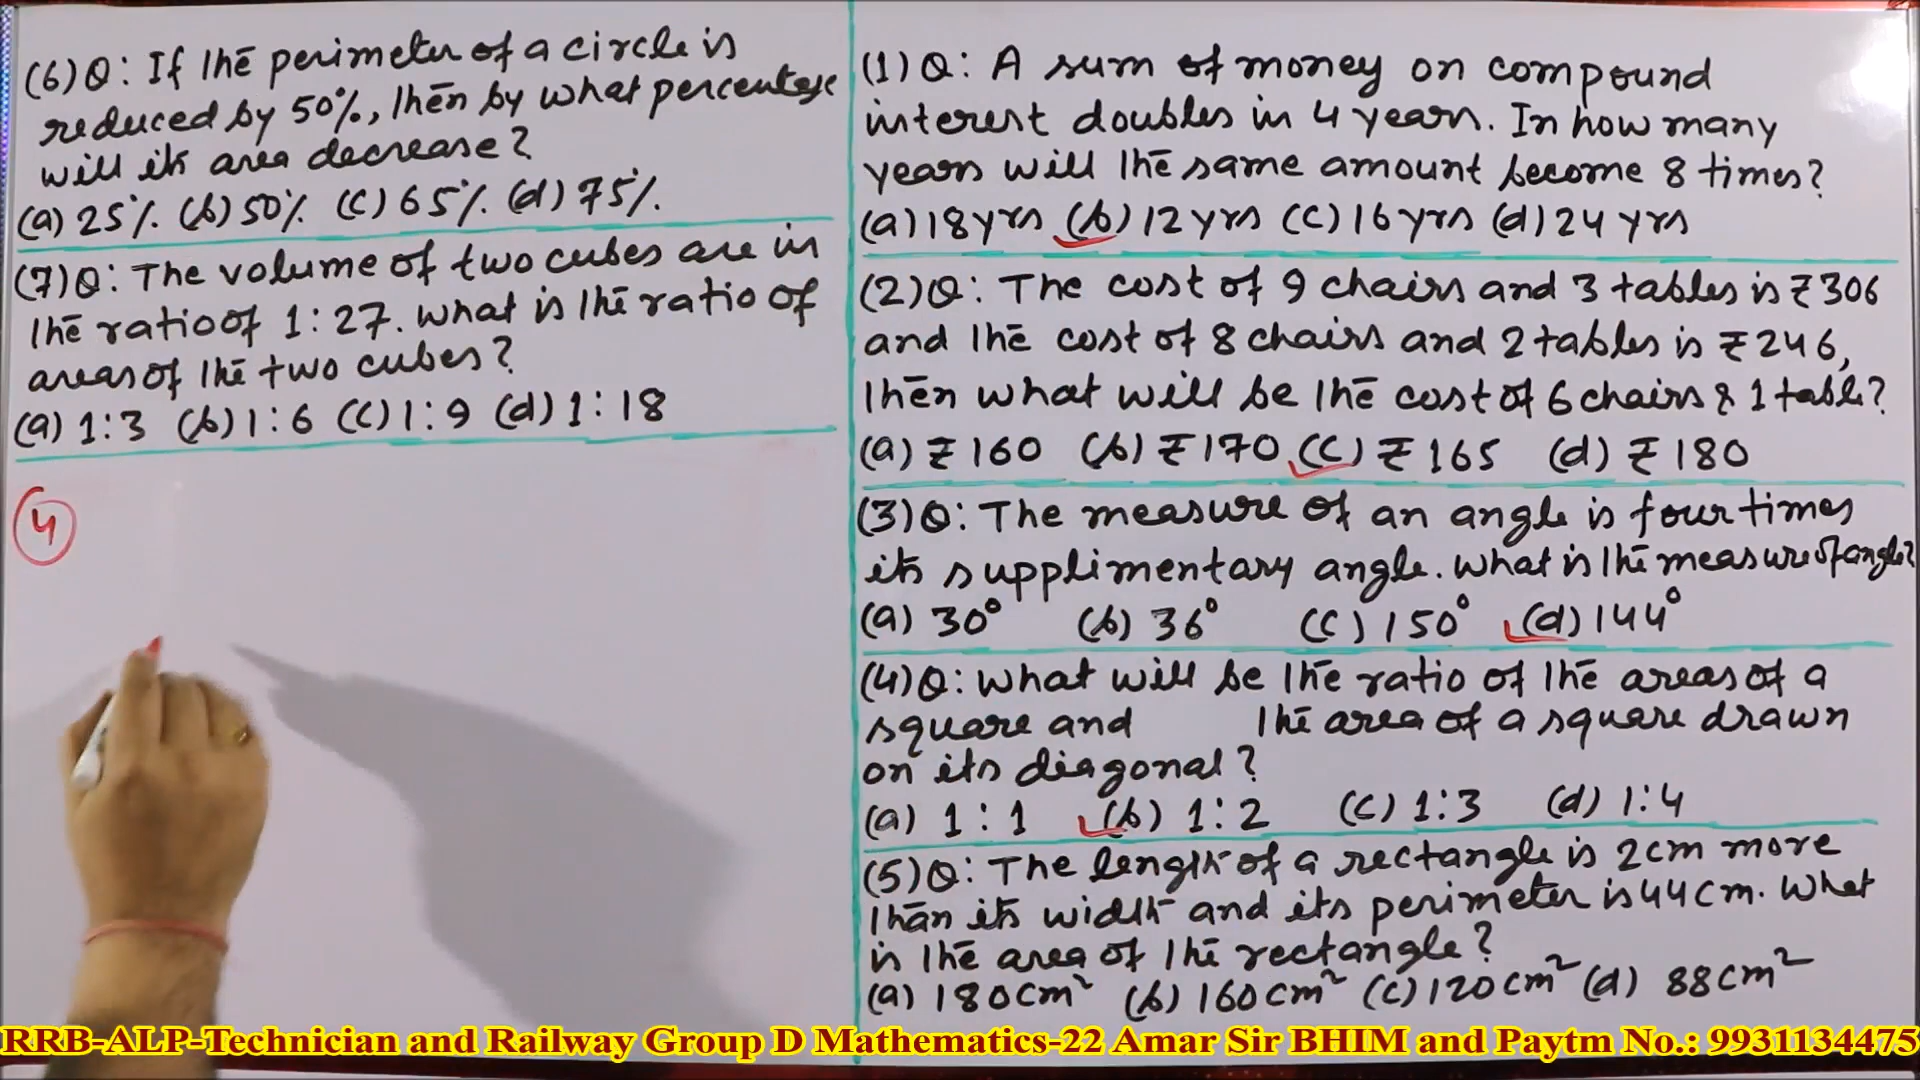 (6)Q: If the perimeter of a circle is
reduced by 50%, then by what percentage
will its area decrease?
(a) 25% (b) 50% (c) 65% (d) 75%.
(7)Q: The volume of two cubes are in
the ratio of 1:27. What is the ratio of
areas of the two cubes?
(a) 1:3 (b) 1:6 (c) 1:9 (d) 1:18
4
(1)Q: A sum of money on compound
interest doubles in 4 years. In how many
years will the same amount become 8 times?
(a) 18 yrs (b) 12 yrs (c) 16 yrs (d) 24 yrs
(2)Q: The cost of 9 chairs and 3 tables is ₹306
and the cost of 8 chairs and 2 tables is ₹246,
then what will be the cost of 6 chairs & 1 table?
(a) ₹160 (b) ₹170 (c) ₹165 (d) ₹180
(3)Q: The measure of an angle is four times
its supplimentary angle. What is the measure of angle?
(a) 30° (b) 36° (c) 150° (d) 144°
(4)Q: What will be the ratio of the areas of a
square and the area of a square drawn
on its diagonal?
(a) 1:1 (b) 1:2 (c) 1:3 (d) 1:4
(5)Q: The length of a rectangle is 2cm more
than its width and its perimeter is 44cm. What
is the area of the rectangle?
(a) 180cm² (b) 160cm² (c) 120cm² (d) 88cm²
RRB-ALP-Technician and Railway Group D Mathematics-22 Amar Sir BHIM and Paytm No.: 9931134475